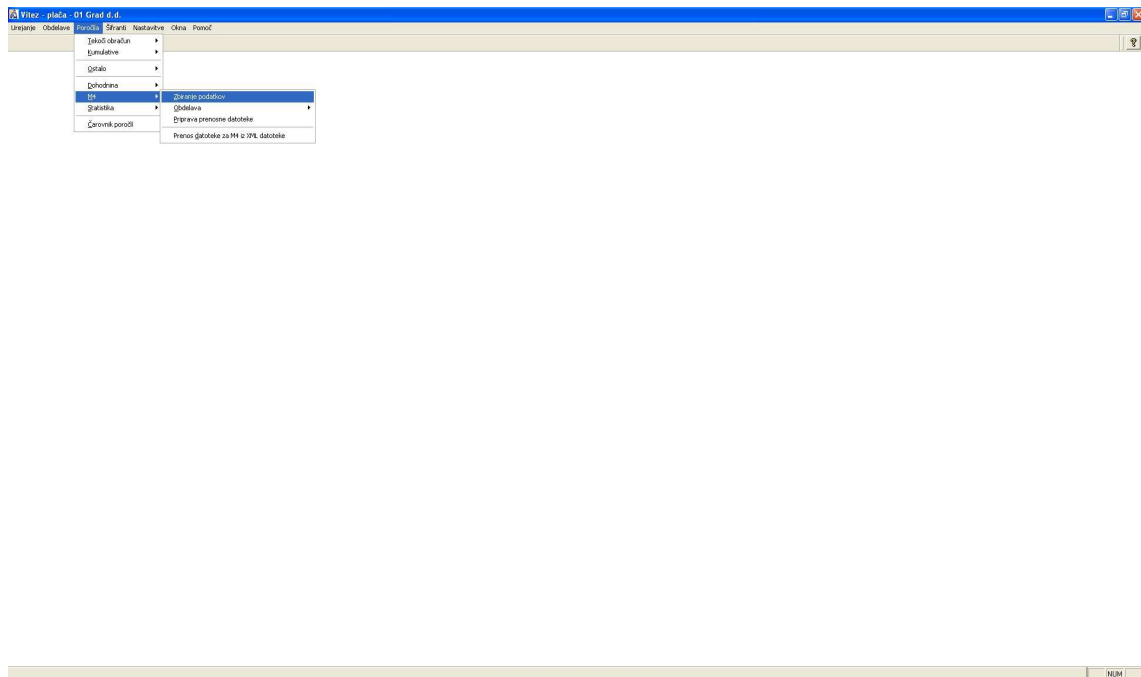 Vitez - plača - 01 Grad d.d.
Urejanje Obdelave Poročila Šifranti Nastavitve Okna Pomoč
Tekoči obračun
Kumulative
Ostalo
Dohodnina
M4
Statistika
Čarovnik poročil
Zbiranje podatkov
Obdelava
Priprava prenosne datoteke
Prenos datoteke za M4 iz XML datoteke
NUM